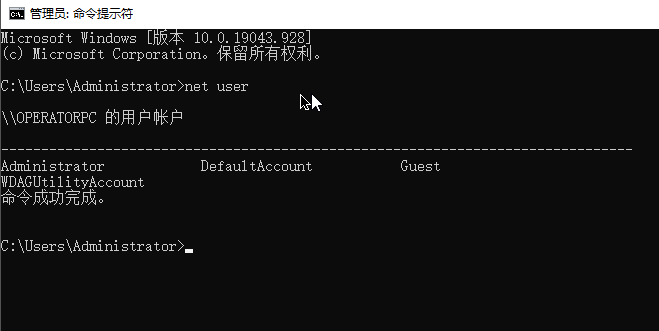 管理员: 命令提示符
Microsoft Windows [版本 10.0.19043.928]
(c) Microsoft Corporation。保留所有权利。
C:\Users\Administrator>net user
\\OPERATORPC 的用户帐户
-------------------------------------------------------------------------------
Administrator            DefaultAccount           Guest
WDAGUtilityAccount
命令成功完成。
C:\Users\Administrator>